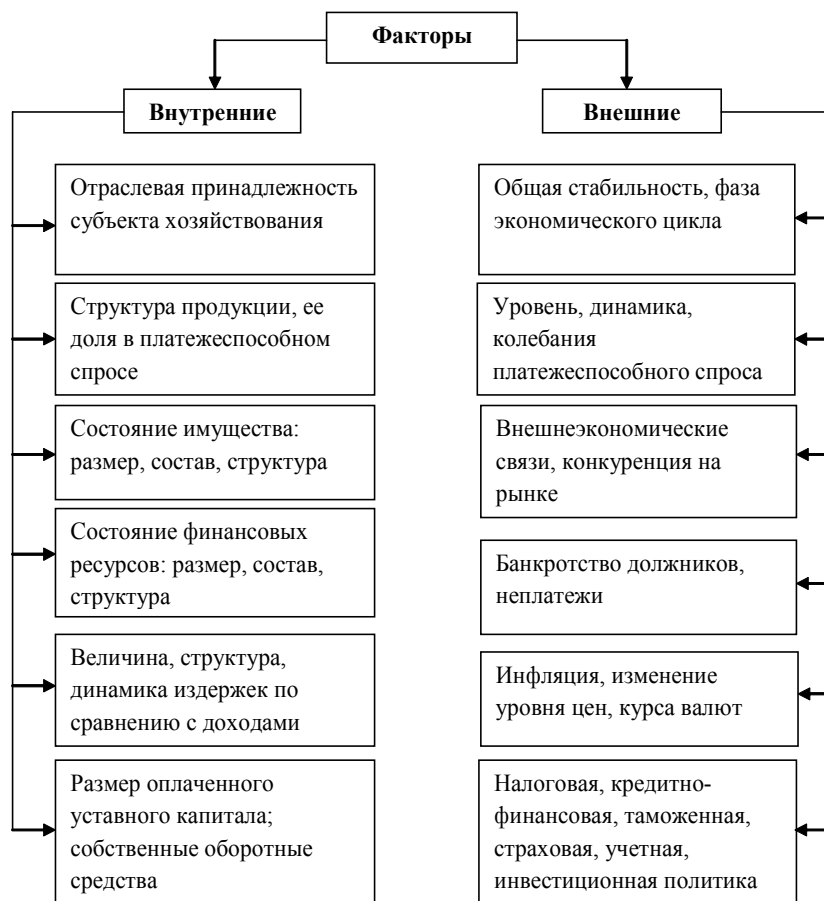 Факторы
Внутренние
Внешние
Отраслевая принадлежность
субъекта хозяйствования
Структура продукции, ее
доля в платежеспособном
спросе
Состояние имущества:
размер, состав, структура
Состояние финансовых
ресурсов: размер, состав,
структура
Величина, структура,
динамика издержек по
сравнению с доходами
Размер оплаченного
уставного капитала;
собственные оборотные
средства
Общая стабильность, фаза
экономического цикла
Уровень, динамика,
колебания
платежеспособного спроса
Внешнеэкономические
связи, конкуренция на
рынке
Банкротство должников,
неплатежи
Инфляция, изменение
уровня цен, курса валют
Налоговая, кредитно-
финансовая, таможенная,
страховая, учетная,
инвестиционная политика